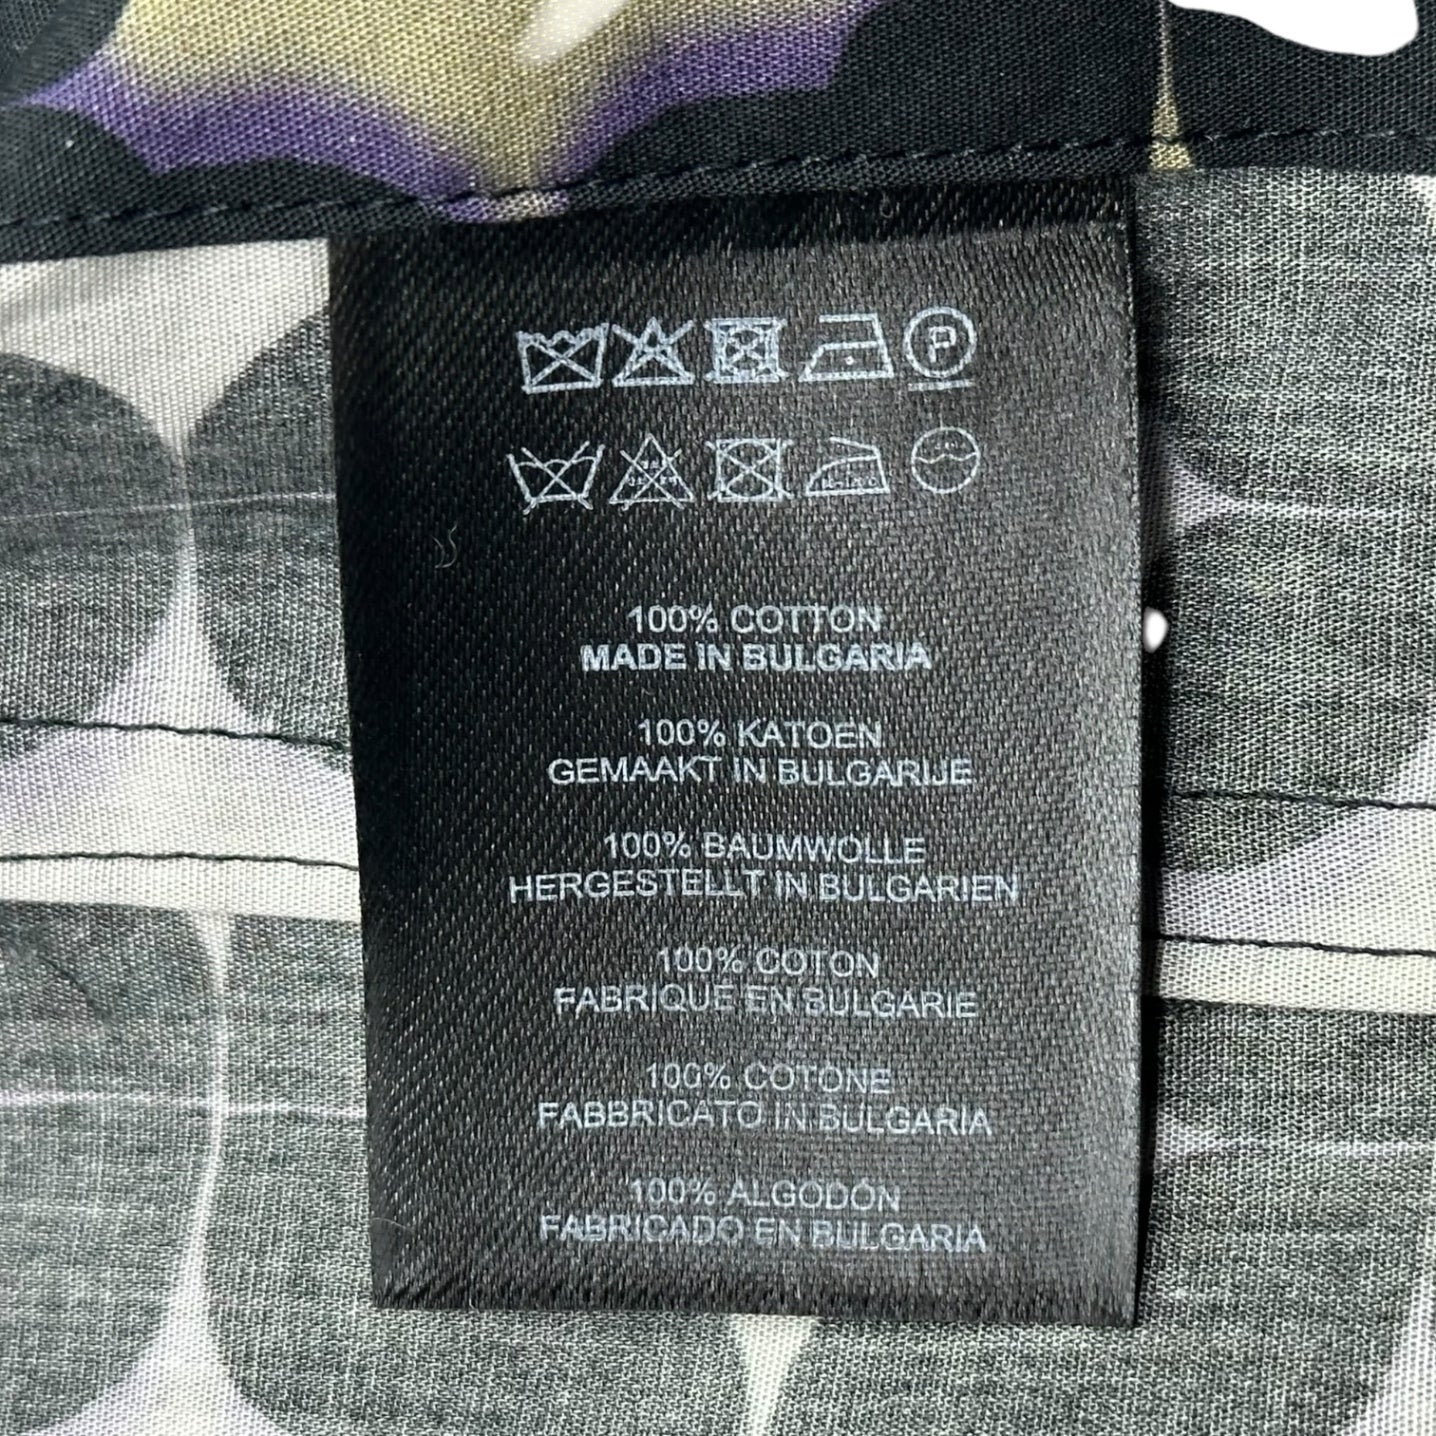 P
100% COTTON
MADE IN BULGARIA
100% KATOEN
GEMAAKT IN BULGARIJE
100% BAUMWOLLE
HERGESTELLT IN BULGARIEN
100% COTON
FABRIQUE EN BULGARIE
100% COTONE
FABBRICATO IN BULGARIA
100% ALGODÓN
FABRICADO EN BULGARIA